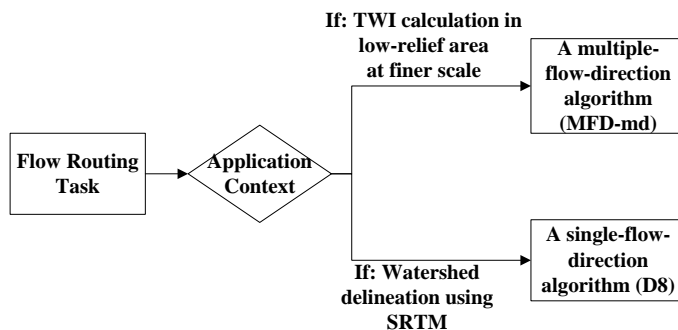 If: TWI calculation in
low-relief area
at finer scale
A multiple-
flow-direction
algorithm
(MFD-md)
Flow Routing
Task
Application
Context
A single-flow-
direction
algorithm (D8)
If: Watershed
delineation using
SRTM